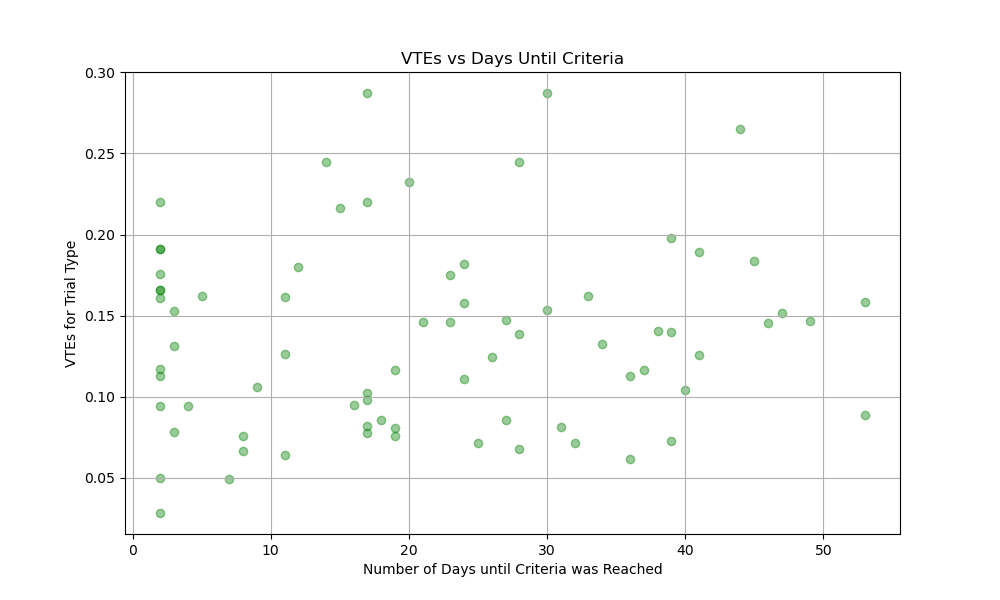 VTEs vs Days Until Criteria
0.30
0.25
0.20
0.15
0.10
0.05
VTEs for Trial Type
0 10 20 30 40 50
Number of Days until Criteria was Reached